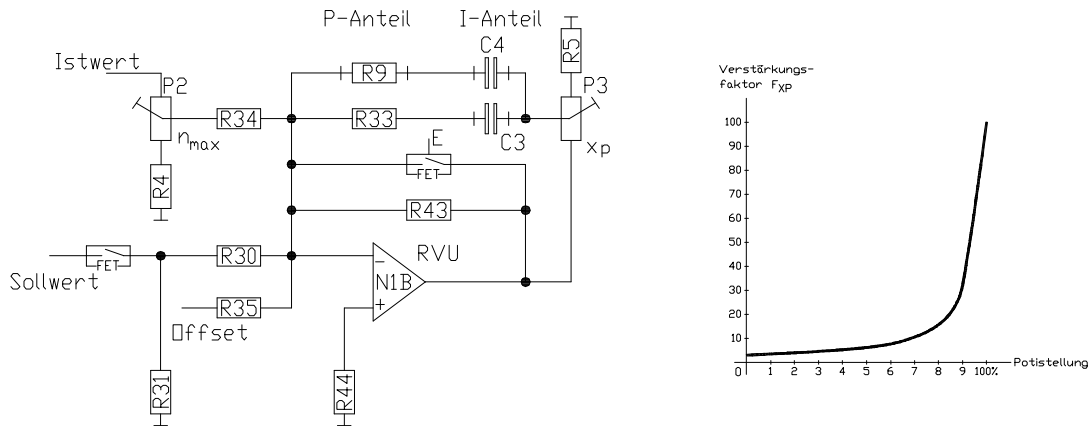 P-Anteil I-Anteil
C4
R5
Istwert
R9
P3
P2
R34
R33
C3
nmax
xp
E
FET
R4
R43
RVU
R30
−
N1B
+
FET
Sollwert
R35
Offset
R31
R44
Verstärkungs-
faktor FXP
100
90
80
70
60
50
40
30
20
10
0 1 2 3 4 5 6 7 8 9 100%
Potistellung